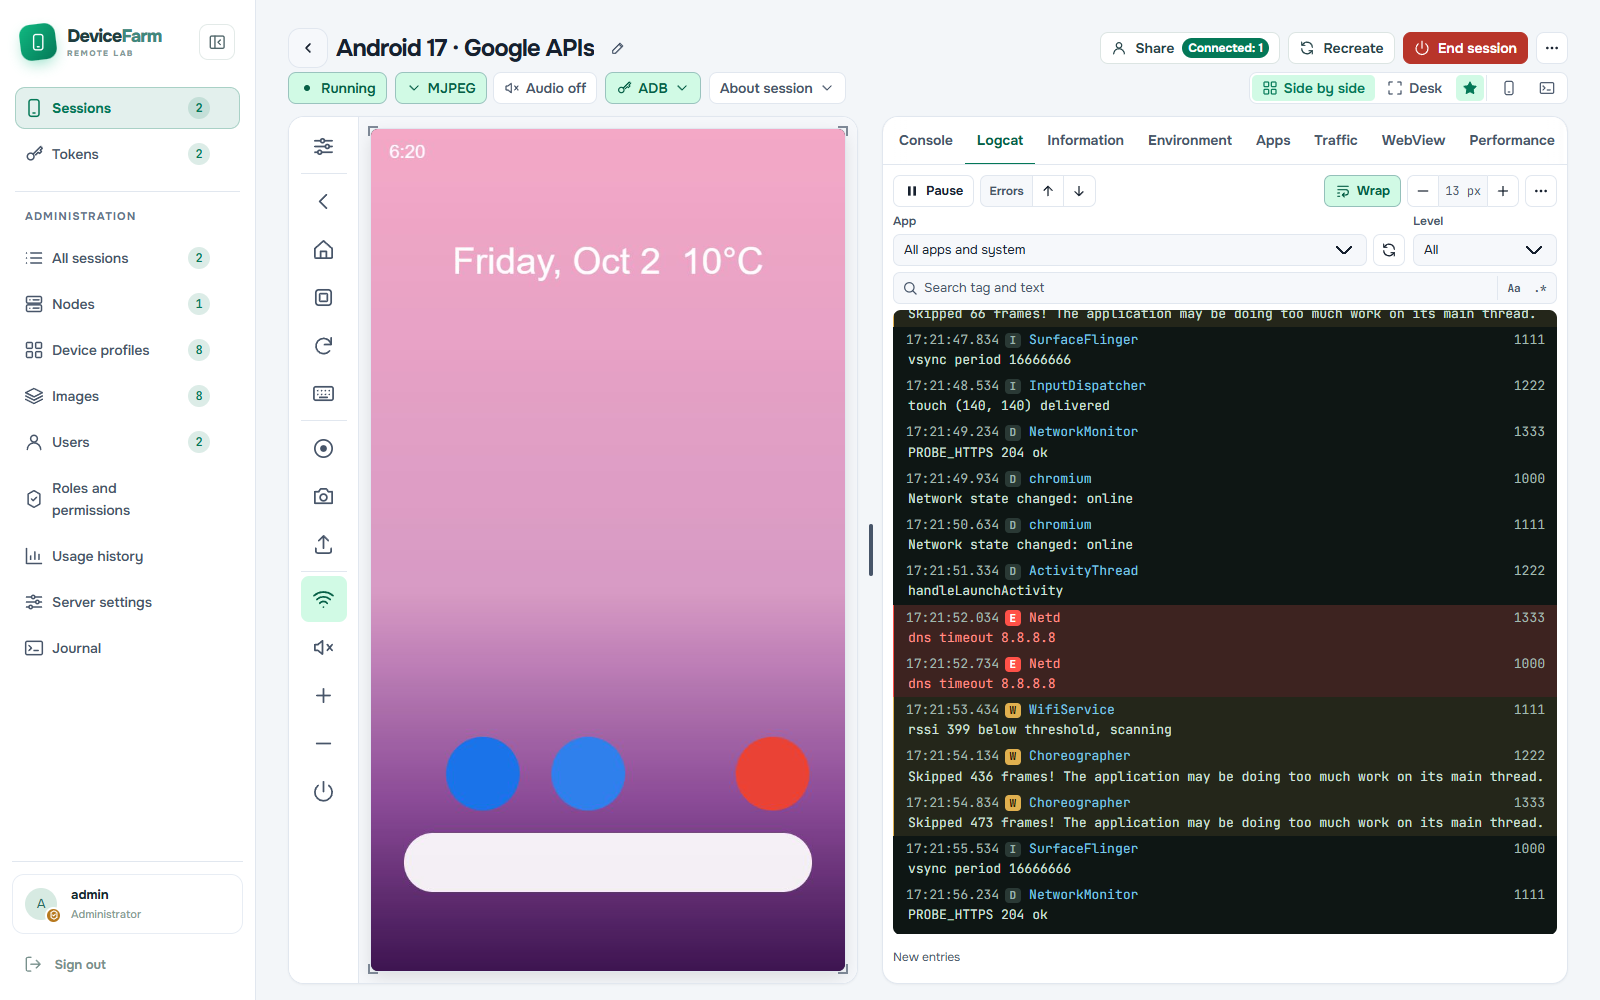 DeviceFarm
REMOTE LAB
Sessions 2
Tokens 2
ADMINISTRATION
All sessions 2
Nodes 1
Device profiles 8
Images 8
Users 2
Roles and
permissions
Usage history
Server settings
Journal
A
admin
Administrator
Sign out
Android 17 · Google APIs
Share Connected: 1
Recreate
End session
Running
MJPEG
Audio off
ADB
About session
Side by side
Desk
6:20
Friday, Oct 2 10°C
Console Logcat Information Environment Apps Traffic WebView Performance
Pause Errors Wrap 13 px
App Level
All apps and system All
Search tag and text Aa .*
Skipped 66 frames! The application may be doing too much work on its main thread.
17:21:47.834 I SurfaceFlinger 1111
vsync period 16666666
17:21:48.534 I InputDispatcher 1222
touch (140, 140) delivered
17:21:49.234 D NetworkMonitor 1333
PROBE_HTTPS 204 ok
17:21:49.934 D chromium 1000
Network state changed: online
17:21:50.634 D chromium 1111
Network state changed: online
17:21:51.334 D ActivityThread 1222
handleLaunchActivity
17:21:52.034 E Netd 1333
dns timeout 8.8.8.8
17:21:52.734 E Netd 1000
dns timeout 8.8.8.8
17:21:53.434 W WifiService 1111
rssi 399 below threshold, scanning
17:21:54.134 W Choreographer 1222
Skipped 436 frames! The application may be doing too much work on its main thread.
17:21:54.834 W Choreographer 1333
Skipped 473 frames! The application may be doing too much work on its main thread.
17:21:55.534 I SurfaceFlinger 1000
vsync period 16666666
17:21:56.234 D NetworkMonitor 1111
PROBE_HTTPS 204 ok
New entries